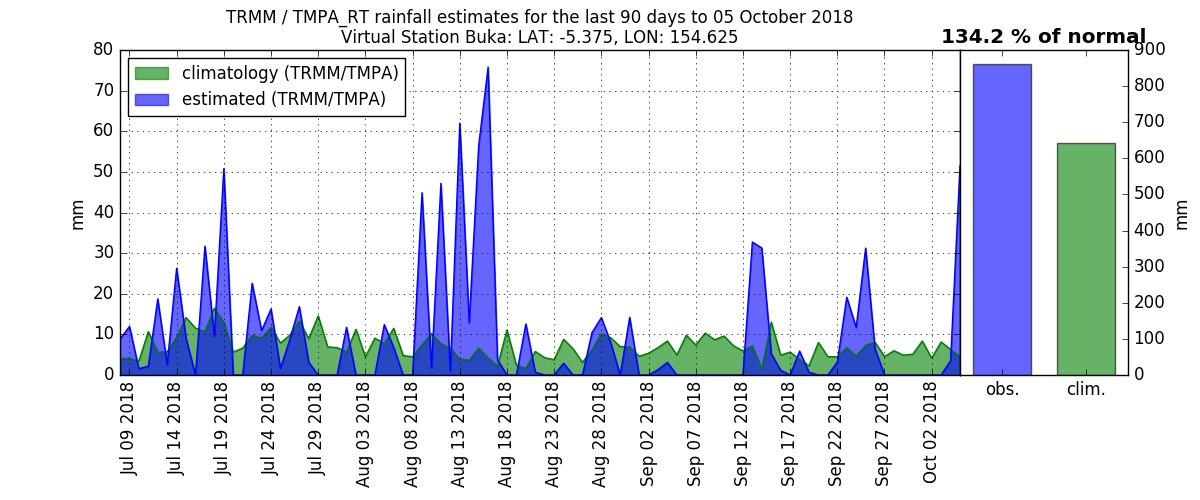 TRMM / TMPA_RT rainfall estimates for the last 90 days to 05 October 2018
Virtual Station Buka: LAT: -5.375, LON: 154.625
134.2 % of normal
climatology (TRMM/TMPA)
estimated (TRMM/TMPA)
mm
80
70
60
50
40
30
20
10
0
900
800
700
600
500
400
300
200
100
0
mm
obs.
clim.
Jul 09 2018
Jul 14 2018
Jul 19 2018
Jul 24 2018
Jul 29 2018
Aug 03 2018
Aug 08 2018
Aug 13 2018
Aug 18 2018
Aug 23 2018
Aug 28 2018
Sep 02 2018
Sep 07 2018
Sep 12 2018
Sep 17 2018
Sep 22 2018
Sep 27 2018
Oct 02 2018